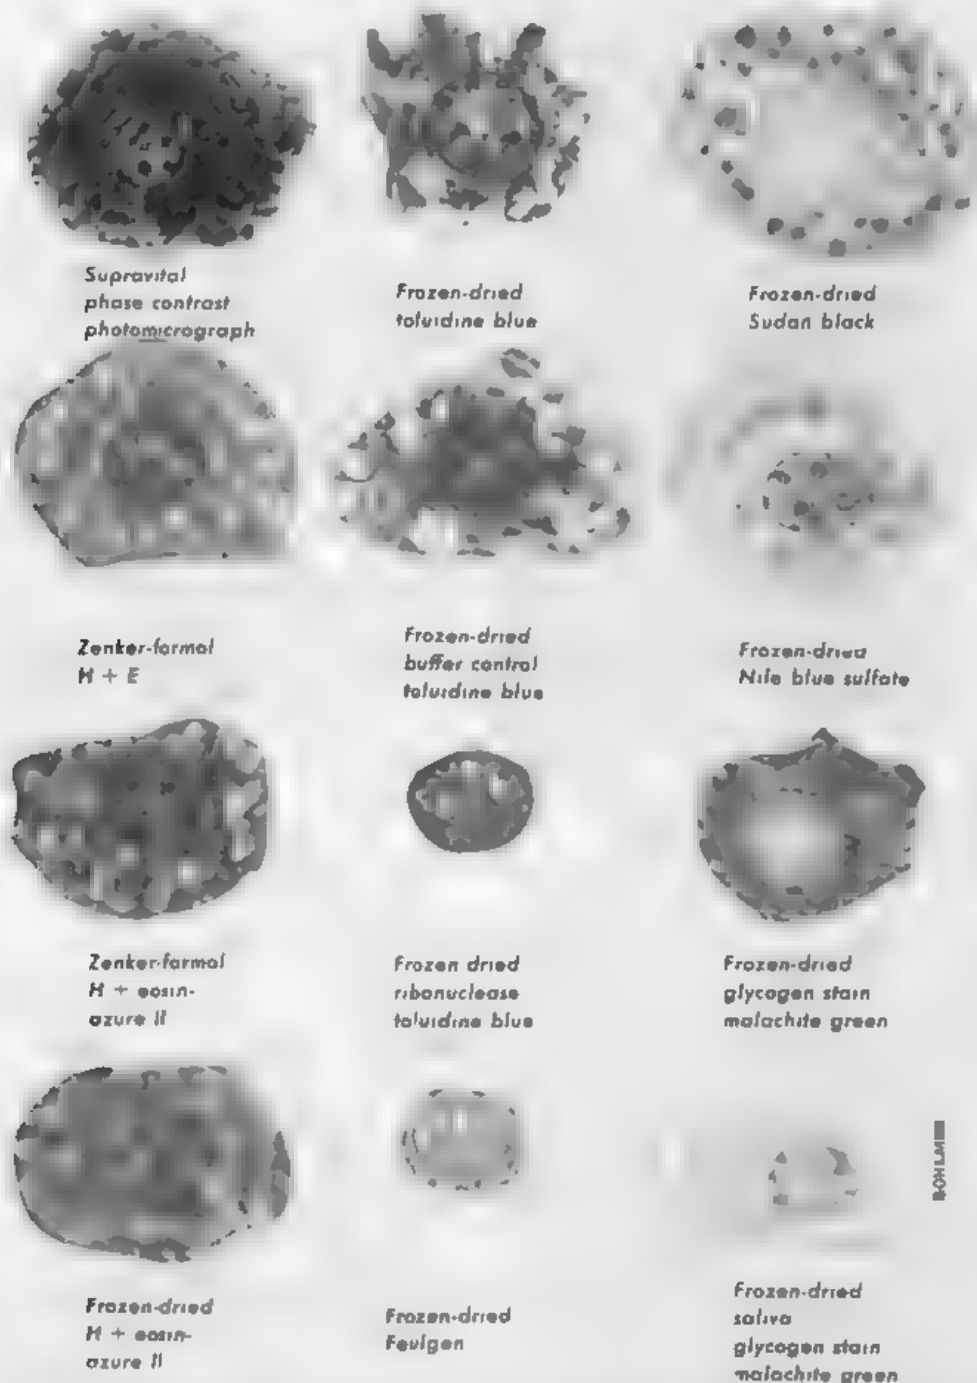 Supravital
phase contrast
photomicrograph
Frozen-dried
toluidine blue
Frozen-dried
Sudan black
Zenker-formol
H + E
Frozen-dried
buffer control
toluidine blue
Frozen-dried
Nile blue sulfate
Zenker-formol
H + eosin-
azure II
Frozen dried
ribonuclease
toluidine blue
Frozen-dried
glycogen stain
malachite green
Frozen-dried
H + eosin-
azure II
Frozen-dried
Feulgen
Frozen-dried
saliva
glycogen stain
malachite green